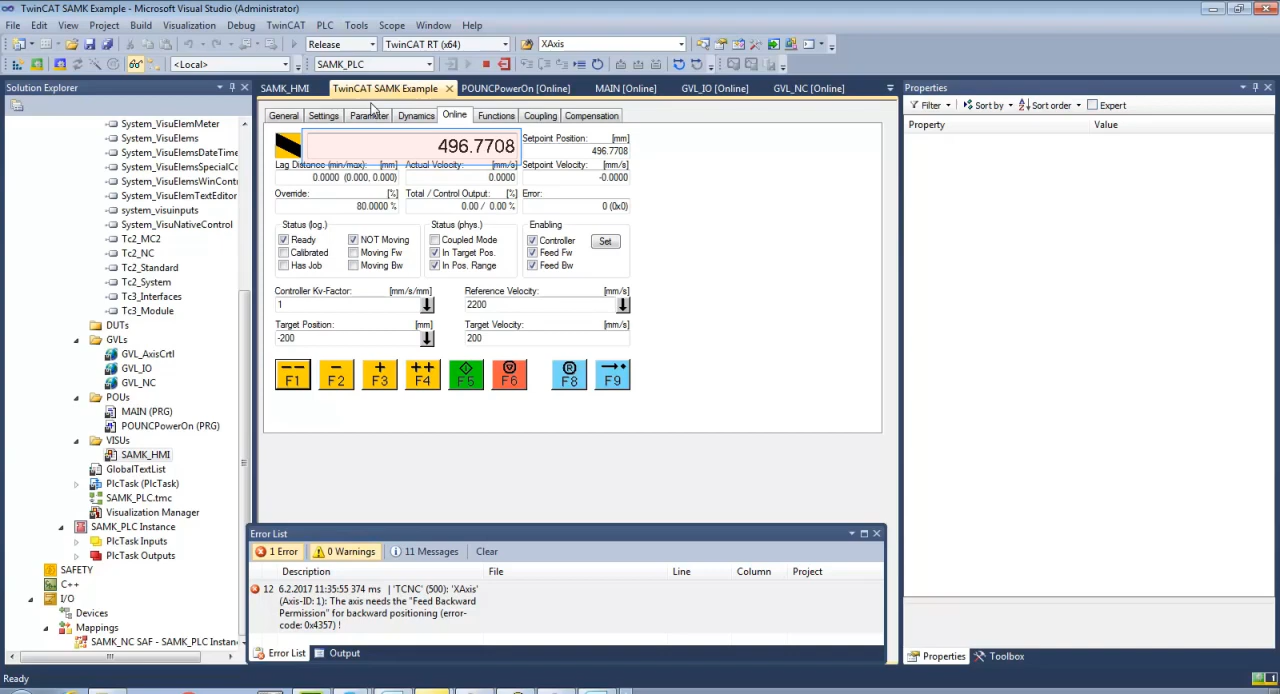 TwinCAT SAMK Example - Microsoft Visual Studio (Administrator)
File Edit View Project Build Visualization Debug TwinCAT PLC Tools Scope Window Help
Release TwinCAT RT (x64) XAxis
<Local> SAMK_PLC
Solution Explorer
System_VisuElemMeter
System_VisuElems
System_VisuElemsDateTime
System_VisuElemsSpecialCo
System_VisuElemsWinContr
System_VisuElemTextEditor
System_visuinputs
System_VisuNativeControl
Tc2_MC2
Tc2_NC
Tc2_Standard
Tc2_System
Tc3_Interfaces
Tc3_Module
DUTs
GVLs
GVL_AxisCrtl
GVL_IO
GVL_NC
POUs
MAIN (PRG)
POUNCPowerOn (PRG)
VISUs
SAMK_HMI
GlobalTextList
PlcTask (PlcTask)
SAMK_PLC.tmc
Visualization Manager
SAMK_PLC Instance
PlcTask Inputs
PlcTask Outputs
SAFETY
C++
I/O
Devices
Mappings
SAMK_NC SAF - SAMK_PLC Instan
SAMK_HMI TwinCAT SAMK Example POUNCPowerOn [Online] MAIN [Online] GVL_IO [Online] GVL_NC [Online]
General Settings Parameter Dynamics Online Functions Coupling Compensation
496.7708
Setpoint Position: [mm]
496.7708
Lag Distance (min/max): [mm] Actual Velocity: [mm/s] Setpoint Velocity: [mm/s]
0.0000 (0.000, 0.000) 0.0000 -0.0000
Override: [%] Total / Control Output: [%] Error:
80.0000 % 0.00 / 0.00 % 0 (0x0)
Status (log.) Status (phys.) Enabling
Ready NOT Moving Coupled Mode Controller Set
Calibrated Moving Fw In Target Pos. Feed Fw
Has Job Moving Bw In Pos. Range Feed Bw
Controller Kv-Factor: [mm/s/mm] Reference Velocity: [mm/s]
1 2200
Target Position: [mm] Target Velocity: [mm/s]
-200 200
-- - + ++ R
F1 F2 F3 F4 F5 F6 F8 F9
Error List
1 Error 0 Warnings 11 Messages Clear
Description File Line Column Project
12 6.2.2017 11:35:55 374 ms | 'TCNC' (500): 'XAxis'
(Axis-ID: 1): The axis needs the "Feed Backward
Permission" for backward positioning (error-
code: 0x4357) !
Error List Output
Properties
Filter Sort by Sort order Expert
Property Value
Properties Toolbox
Ready